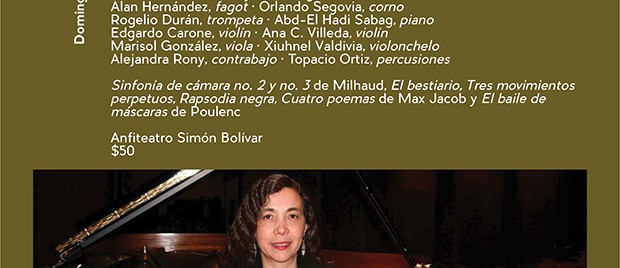 Doming
Alan Hernández, fagot · Orlando Segovia, corno
Rogelio Durán, trompeta · Abd-El Hadi Sabag, piano
Edgardo Carone, violín · Ana C. Villeda, violín
Marisol González, viola · Xiuhnel Valdivia, violonchelo
Alejandra Rony, contrabajo · Topacio Ortiz, percusiones
Sinfonía de cámara no. 2 y no. 3 de Milhaud, El bestiario, Tres movimientos
perpetuos, Rapsodia negra, Cuatro poemas de Max Jacob y El baile de
máscaras de Poulenc
Anfiteatro Simón Bolívar
$50